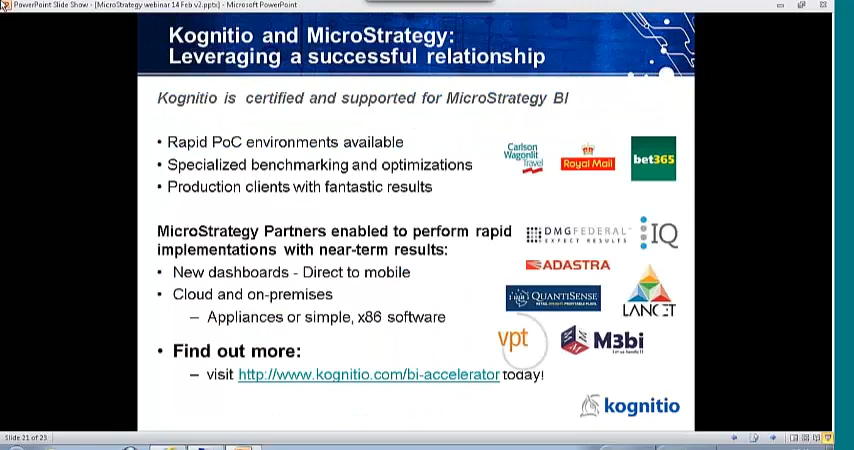 PowerPoint Slide Show - [MicroStrategy webinar 14 Feb v2.pptx] - Microsoft PowerPoint
Kognitio and MicroStrategy:
Leveraging a successful relationship
Kognitio is certified and supported for MicroStrategy BI
• Rapid PoC environments available
• Specialized benchmarking and optimizations
• Production clients with fantastic results
Carlson
Wagonlit
Travel
Royal Mail
bet365
MicroStrategy Partners enabled to perform rapid
implementations with near-term results:
• New dashboards - Direct to mobile
• Cloud and on-premises
– Appliances or simple, x86 software
DMGFEDERAL
EXPECT RESULTS
IQ
ADASTRA
QUANTISENSE
LANCET
vpt
M3bi
• Find out more:
– visit http://www.kognitio.com/bi-accelerator today!
kognitio
Slide 21 of 23